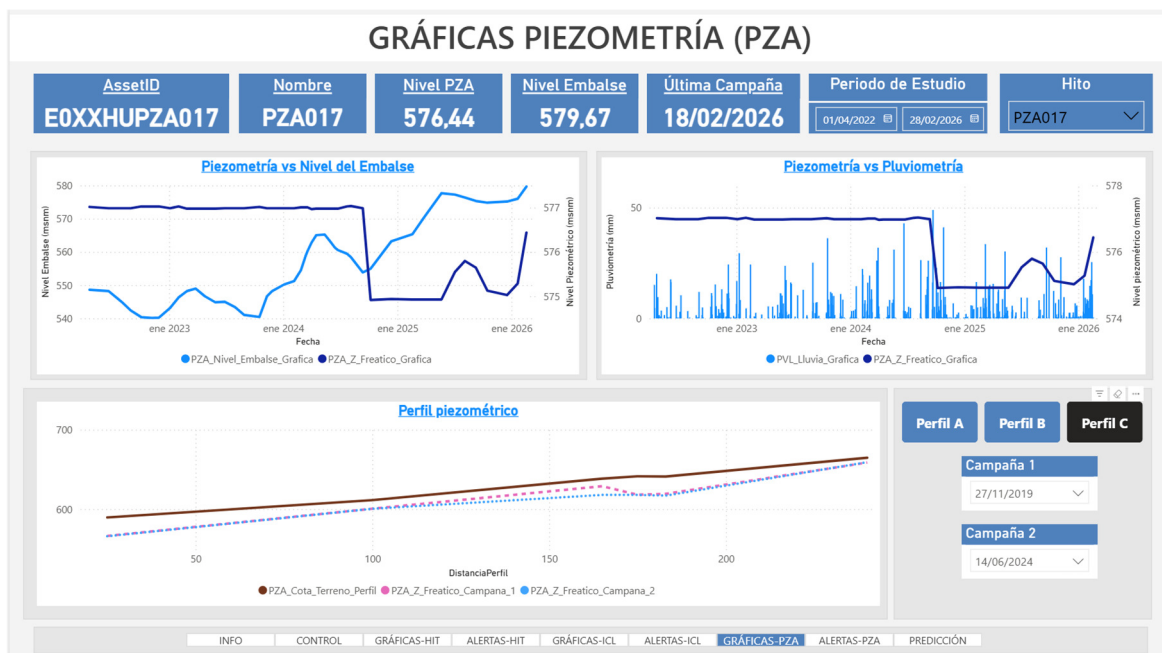 GRÁFICAS PIEZOMETRÍA (PZA)
AssetID
E0XXHUPZA017
Nombre
PZA017
Nivel PZA
576,44
Nivel Embalse
579,67
Última Campaña
18/02/2026
Periodo de Estudio
01/04/2022 28/02/2026
Hito
PZA017
Piezometría vs Nivel del Embalse
Nivel Embalse (msnm)
580
570
560
550
540
577
576
575
Nivel Piezométrico (msnm)
ene 2023 ene 2024 ene 2025 ene 2026
Fecha
PZA_Nivel_Embalse_Grafica PZA_Z_Freatico_Grafica
Piezometría vs Pluviometría
Pluviometría (mm)
50
0
578
576
574
Nivel piezométrico (msnm)
ene 2023 ene 2024 ene 2025 ene 2026
Fecha
PVL_Lluvia_Grafica PZA_Z_Freatico_Grafica
Perfil piezométrico
700
600
50 100 150 200
DistanciaPerfil
PZA_Cota_Terreno_Perfil PZA_Z_Freatico_Campana_1 PZA_Z_Freatico_Campana_2
Perfil A Perfil B Perfil C
Campaña 1
27/11/2019
Campaña 2
14/06/2024
INFO CONTROL GRÁFICAS-HIT ALERTAS-HIT GRÁFICAS-ICL ALERTAS-ICL GRÁFICAS-PZA ALERTAS-PZA PREDICCIÓN